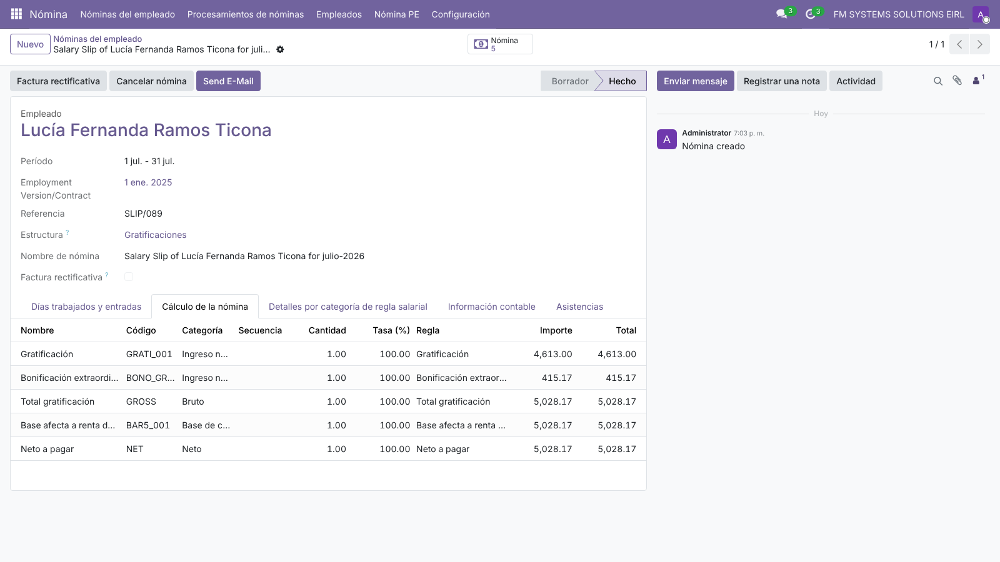 Nómina
Nóminas del empleado
Procesamientos de nóminas
Empleados
Nómina PE
Configuración
3
3
FM SYSTEMS SOLUTIONS EIRL
A
Nuevo
Nóminas del empleado
Salary Slip of Lucía Fernanda Ramos Ticona for juli...
Nómina
5
1 / 1
Factura rectificativa
Cancelar nómina
Send E-Mail
Borrador
Hecho
Enviar mensaje
Registrar una nota
Actividad
1
Empleado
Lucía Fernanda Ramos Ticona
Período 1 jul. - 31 jul.
Employment Version/Contract 1 ene. 2025
Referencia SLIP/089
Estructura ? Gratificaciones
Nombre de nómina Salary Slip of Lucía Fernanda Ramos Ticona for julio-2026
Factura rectificativa ?
Hoy
A
Administrator 7:03 p. m.
Nómina creado
Días trabajados y entradas
Cálculo de la nómina
Detalles por categoría de regla salarial
Información contable
Asistencias
Nombre Código Categoría Secuencia Cantidad Tasa (%) Regla Importe Total
Gratificación GRATI_001 Ingreso n... 1.00 100.00 Gratificación 4,613.00 4,613.00
Bonificación extraordi... BONO_GR... Ingreso n... 1.00 100.00 Bonificación extraor... 415.17 415.17
Total gratificación GROSS Bruto 1.00 100.00 Total gratificación 5,028.17 5,028.17
Base afecta a renta d... BAR5_001 Base de c... 1.00 100.00 Base afecta a renta ... 5,028.17 5,028.17
Neto a pagar NET Neto 1.00 100.00 Neto a pagar 5,028.17 5,028.17